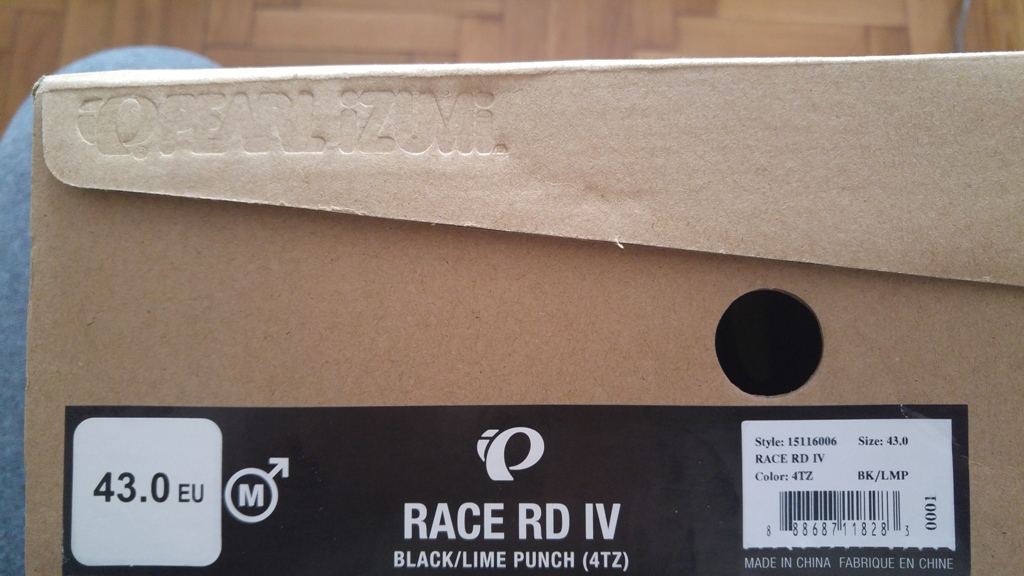 PEARL iZUMi
43.0 EU
M
RACE RD IV
BLACK/LIME PUNCH (4TZ)
Style: 15116006 Size: 43.0
RACE RD IV
Color: 4TZ BK/LMP
8 88687 11828 3
0001
MADE IN CHINA FABRIQUE EN CHINE